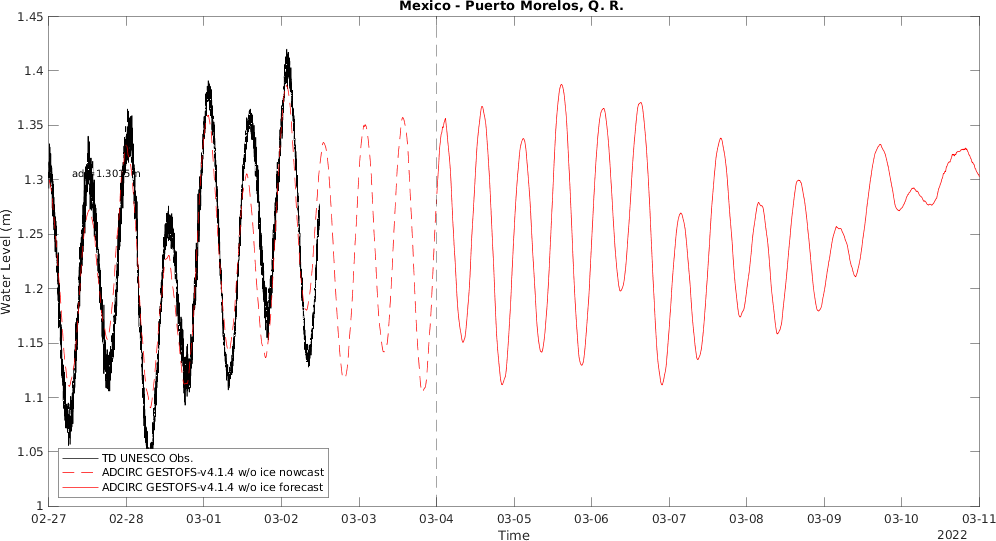 Mexico - Puerto Morelos, Q. R.
1.45
1.4
1.35
1.3
1.25
1.2
1.15
1.1
1.05
1
Water Level (m)
TD UNESCO Obs.
ADCIRC GESTOFS-v4.1.4 w/o ice nowcast
ADCIRC GESTOFS-v4.1.4 w/o ice forecast
02-27 02-28 03-01 03-02 03-03 03-04 03-05 03-06 03-07 03-08 03-09 03-10 03-11
Time
2022